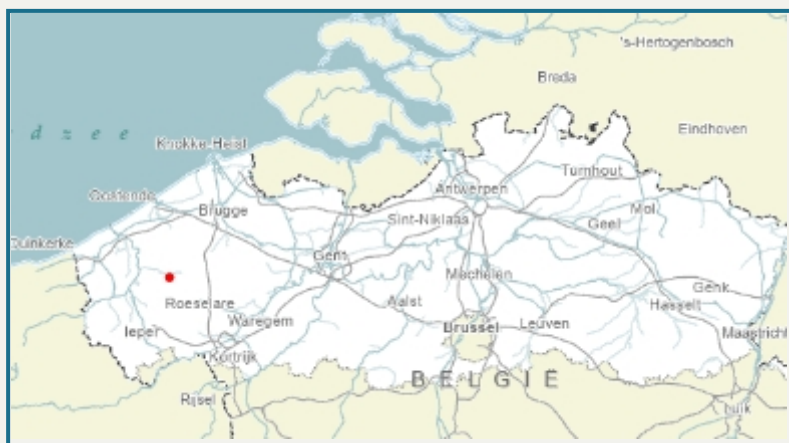 's-Hertogenbosch
Breda
dzee
Eindhoven
Knokke-Heist
Turnhout
Antwerpen
Oostende
Mol
Brugge
Sint-Niklaas
Geel
Duinkerke
Gent
Mechelen
Genk
Roeselare
Aalst
Hasselt
Ieper
Waregem
Brussel
Leuven
Maastricht
Kortrijk
BELGIË
Rijsel
Luik